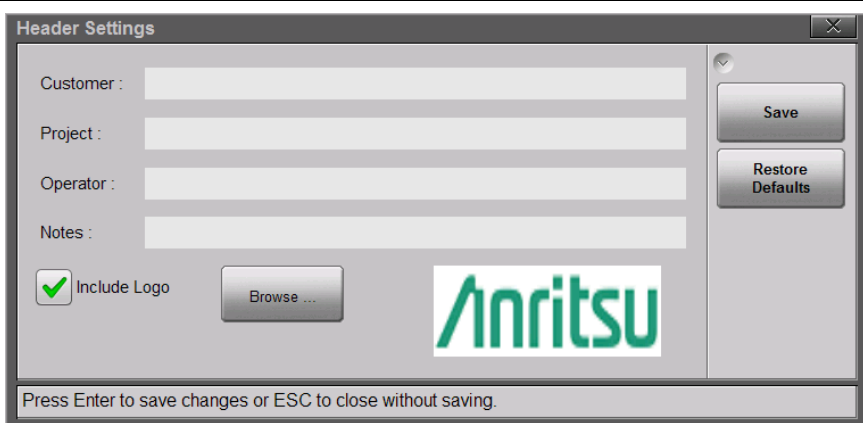 Header Settings
Customer :
Save
Project :
Restore
Defaults
Operator :
Notes :
Include Logo
Browse ...
Anritsu
Press Enter to save changes or ESC to close without saving.